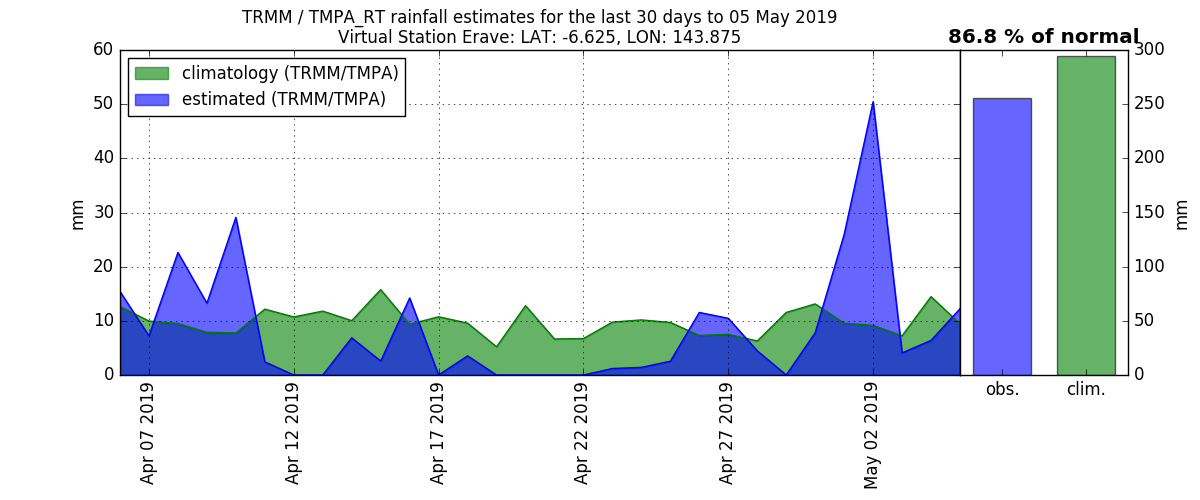 TRMM / TMPA_RT rainfall estimates for the last 30 days to 05 May 2019
Virtual Station Erave: LAT: -6.625, LON: 143.875
86.8 % of normal
climatology (TRMM/TMPA)
estimated (TRMM/TMPA)
60
50
40
30
20
10
0
mm
300
250
200
150
100
50
0
mm
Apr 07 2019
Apr 12 2019
Apr 17 2019
Apr 22 2019
Apr 27 2019
May 02 2019
obs.
clim.